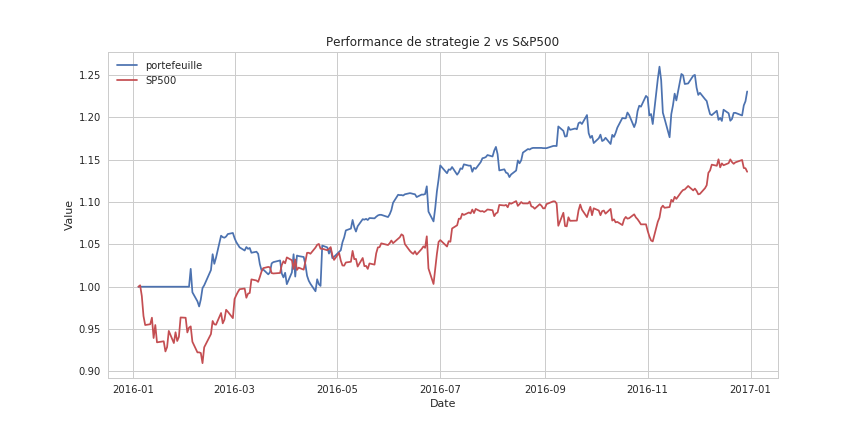 Performance de strategie 2 vs S&P500
portefeuille
SP500
Value
1.25
1.20
1.15
1.10
1.05
1.00
0.95
0.90
2016-01 2016-03 2016-05 2016-07 2016-09 2016-11 2017-01
Date